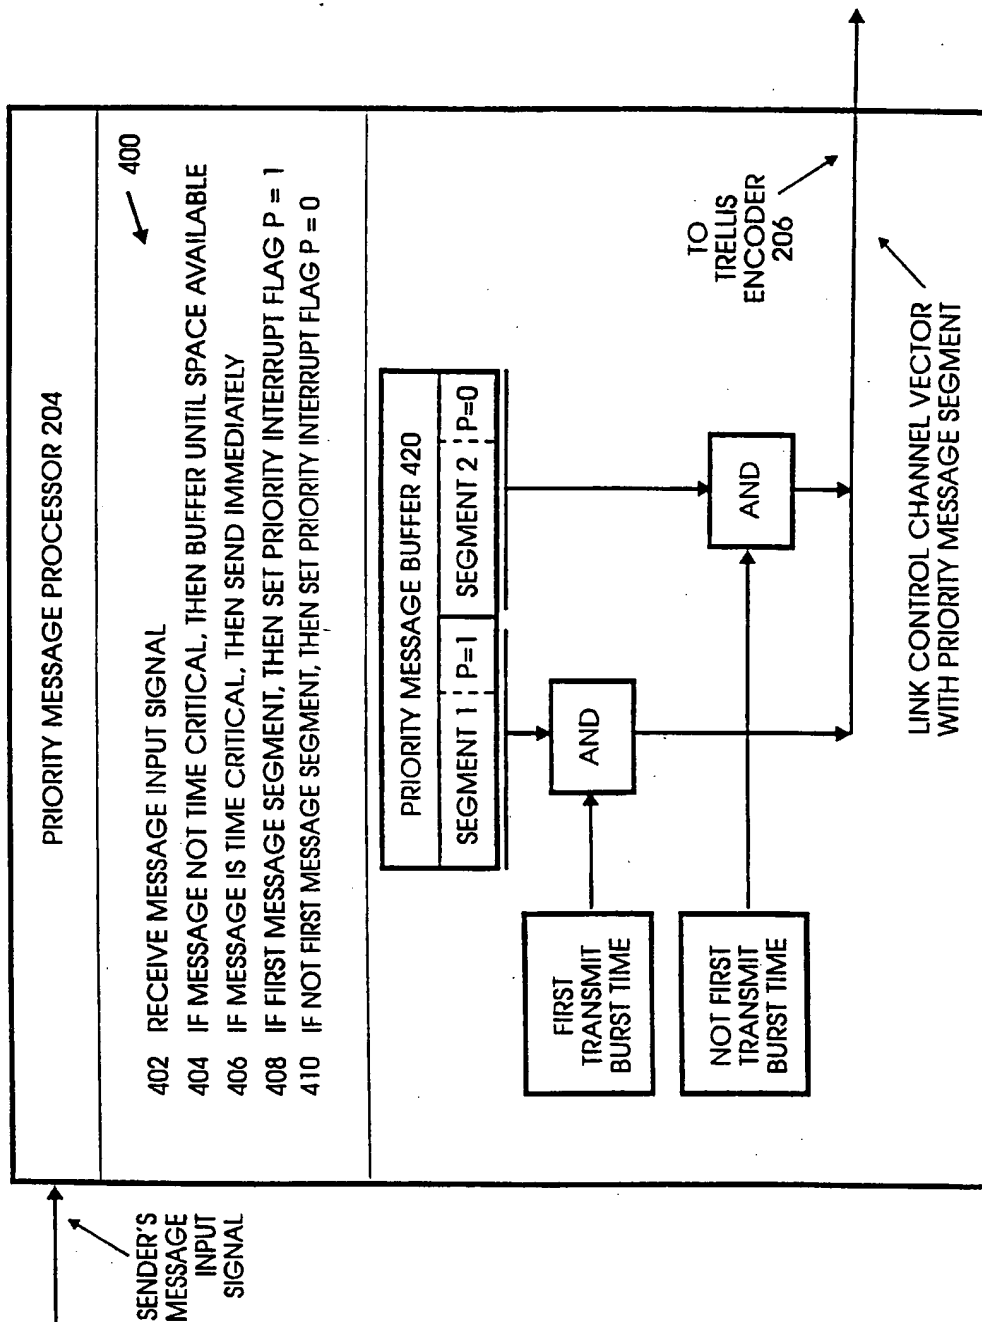 PRIORITY MESSAGE PROCESSOR 204
SENDER'S
MESSAGE
INPUT
SIGNAL
400
402 RECEIVE MESSAGE INPUT SIGNAL
404 IF MESSAGE NOT TIME CRITICAL, THEN BUFFER UNTIL SPACE AVAILABLE
406 IF MESSAGE IS TIME CRITICAL, THEN SEND IMMEDIATELY
408 IF FIRST MESSAGE SEGMENT, THEN SET PRIORITY INTERRUPT FLAG P = 1
410 IF NOT FIRST MESSAGE SEGMENT, THEN SET PRIORITY INTERRUPT FLAG P = 0
PRIORITY MESSAGE BUFFER 420
SEGMENT 1 P=1 SEGMENT 2 P=0
FIRST
TRANSMIT
BURST TIME
AND
NOT FIRST
TRANSMIT
BURST TIME
AND
TO
TRELLIS
ENCODER
206
LINK CONTROL CHANNEL VECTOR
WITH PRIORITY MESSAGE SEGMENT